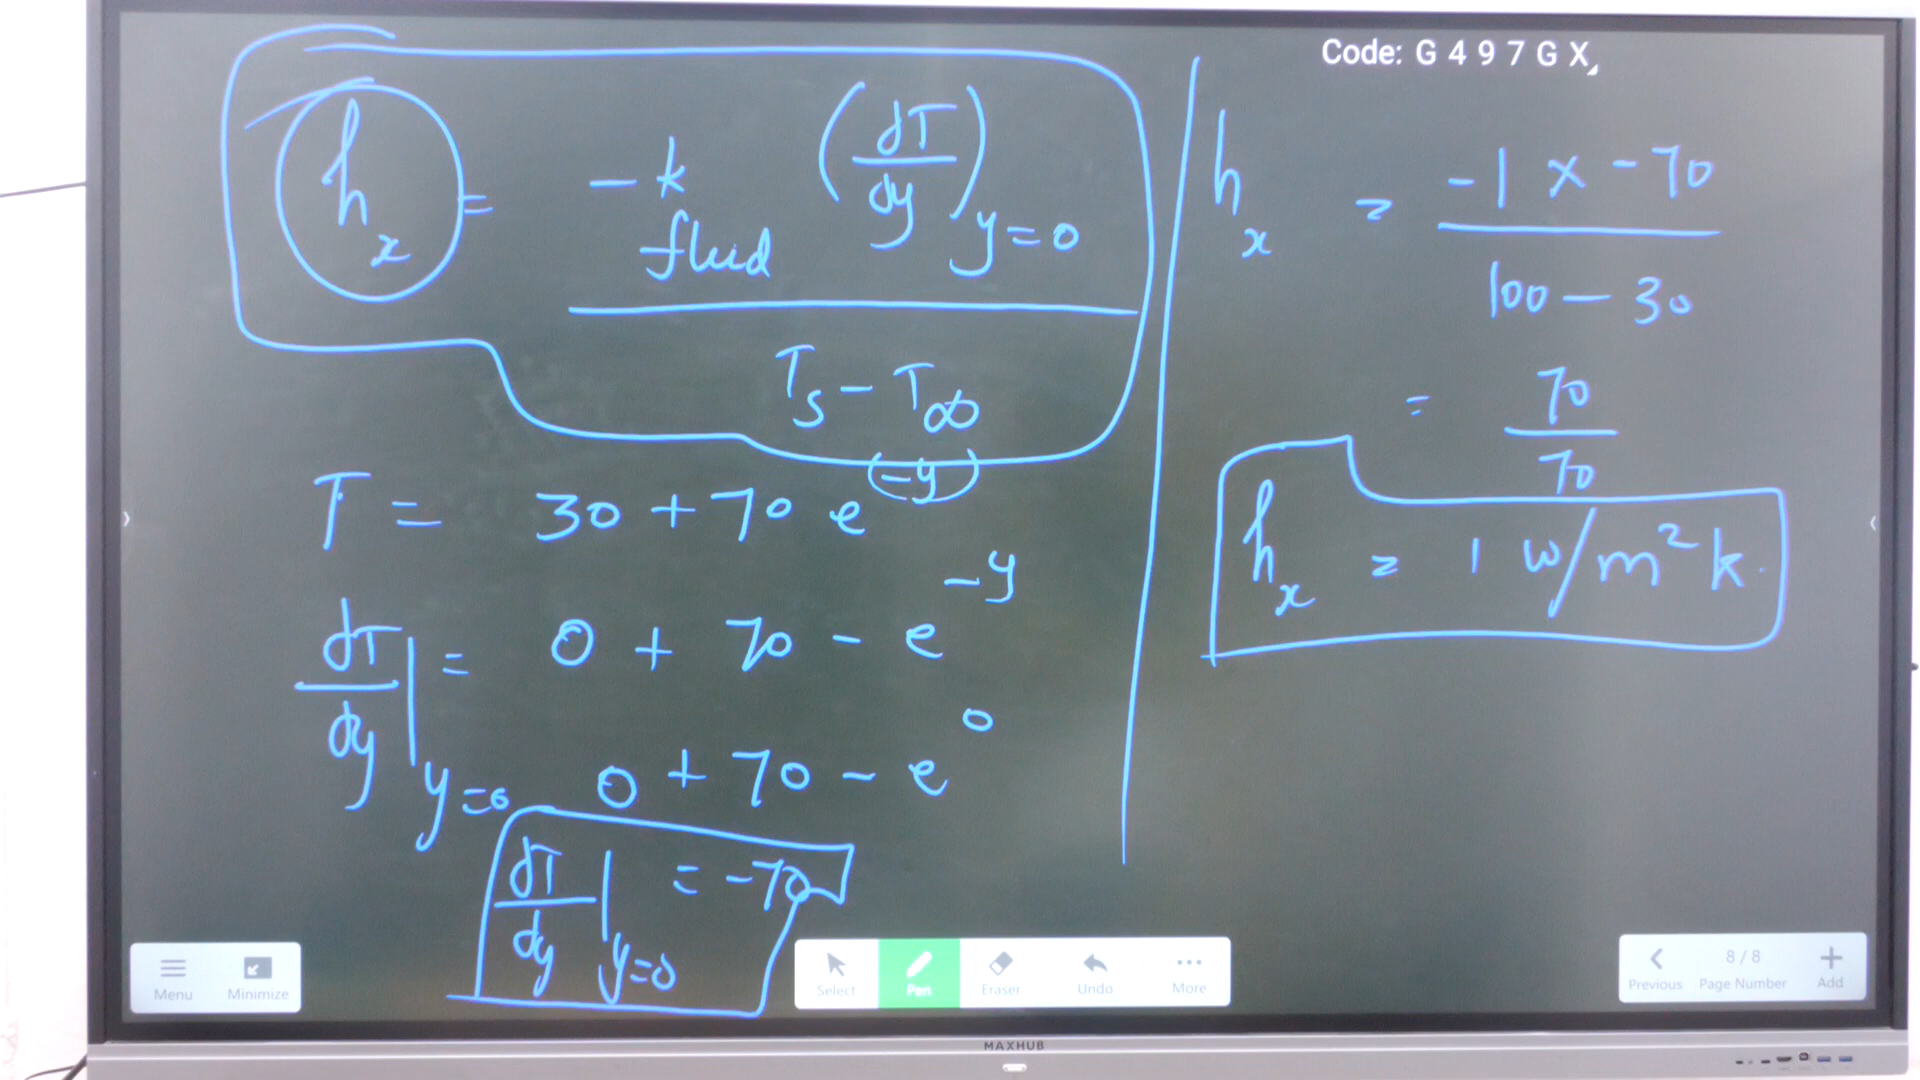 Code: G 4 9 7 G X
h_x = -k fluid (dT/dy)_y=0
T_s - T_∞
T = 30 + 70 e^(-y)
dT/dy |_y=0 = 0 + 70 - e^-y
0 + 70 - e^0
dT/dy |_y=0 = -70
h_x = -1 x -70
100 - 30
= 70/70
h_x = 1 w/m² k.
Menu
Minimize
Select
Pen
Eraser
Undo
More
Previous
8 / 8
Page Number
Add
MAXHUB